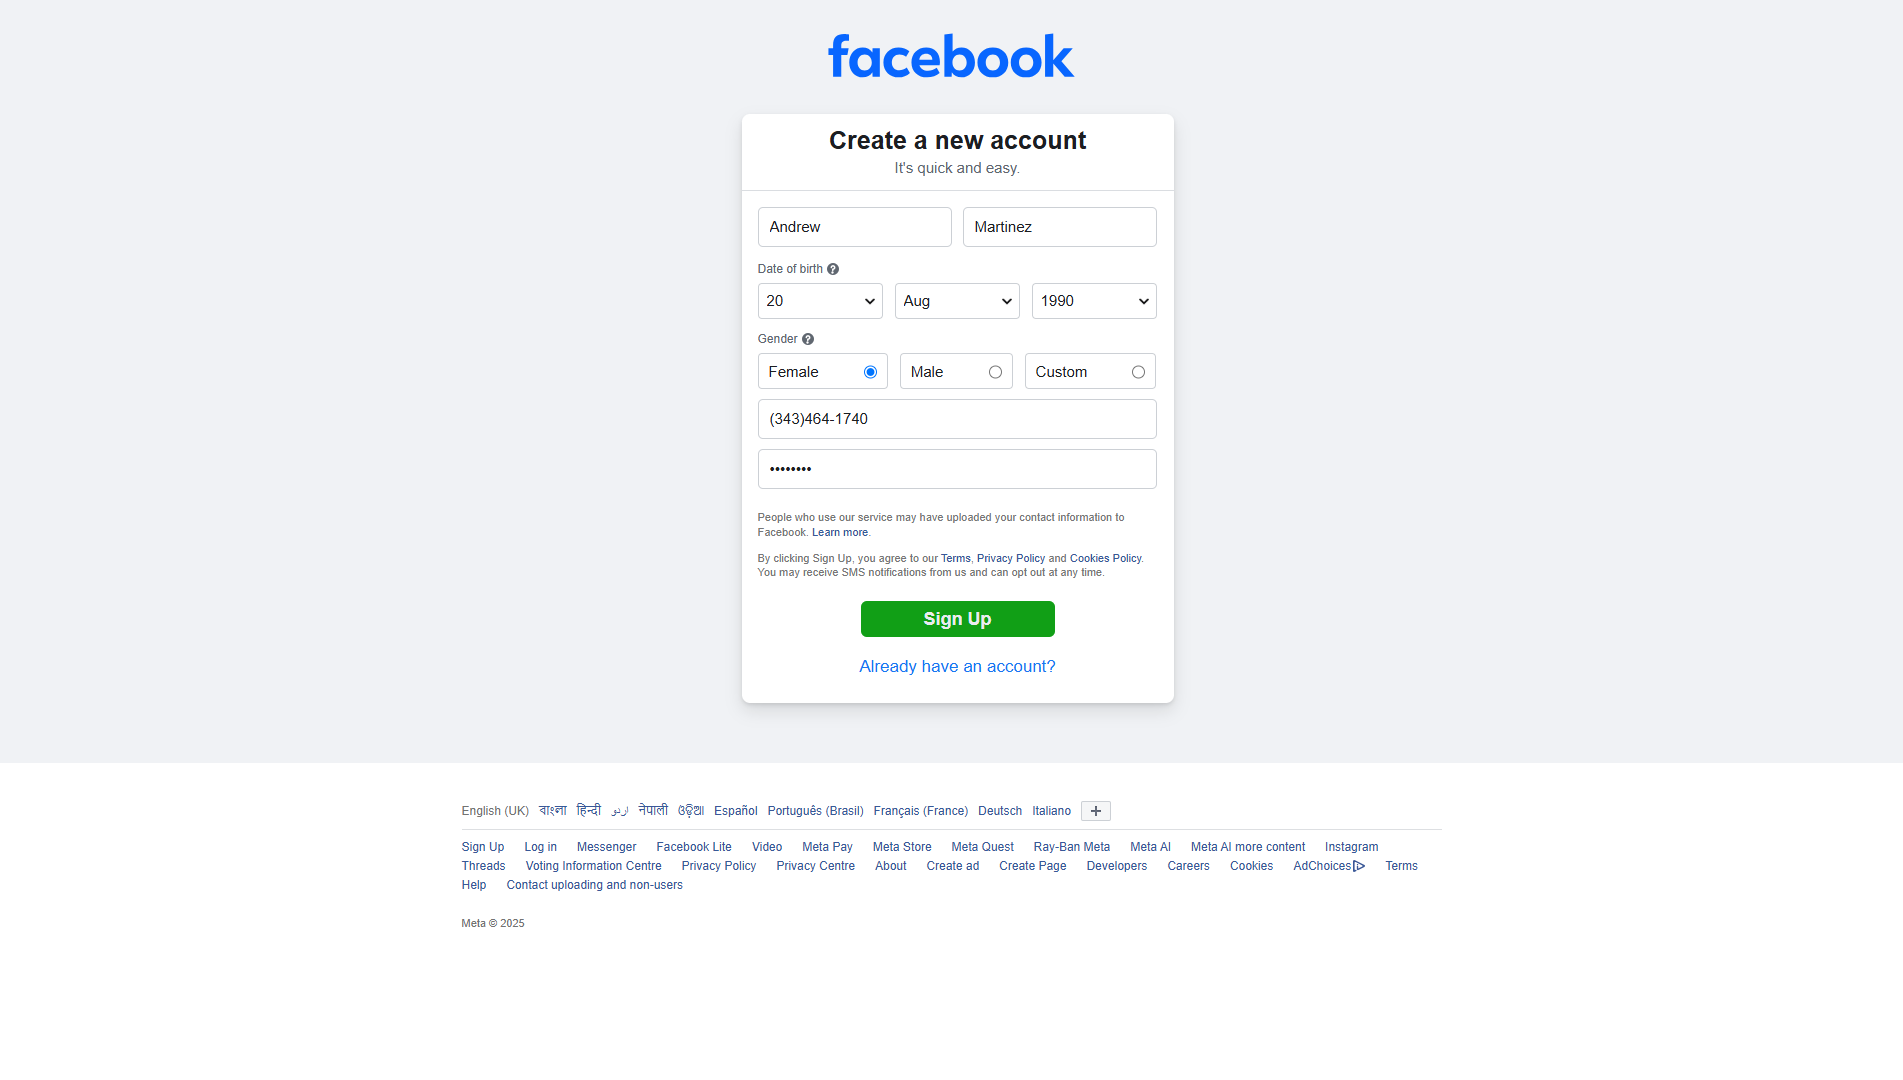 facebook
Create a new account
It's quick and easy.
Andrew Martinez
Date of birth
20 Aug 1990
Gender
Female Male Custom
(343)464-1740
••••••••
People who use our service may have uploaded your contact information to
Facebook. Learn more.
By clicking Sign Up, you agree to our Terms, Privacy Policy and Cookies Policy.
You may receive SMS notifications from us and can opt out at any time.
Sign Up
Already have an account?
English (UK) বাংলা हिन्दी اردو नेपाली ଓଡ଼ିଆ Español Português (Brasil) Français (France) Deutsch Italiano
Sign Up Log in Messenger Facebook Lite Video Meta Pay Meta Store Meta Quest Ray-Ban Meta Meta AI Meta AI more content Instagram
Threads Voting Information Centre Privacy Policy Privacy Centre About Create ad Create Page Developers Careers Cookies AdChoices Terms
Help Contact uploading and non-users
Meta © 2025